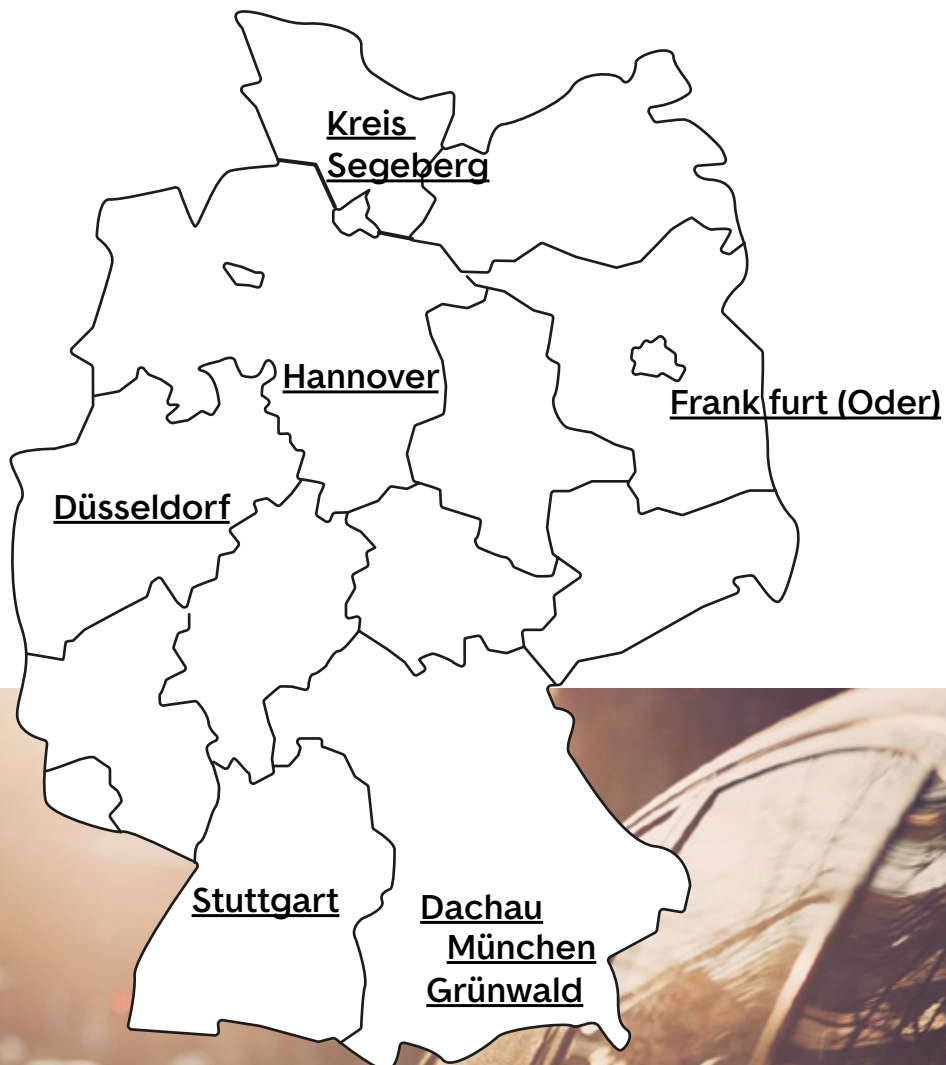 Kreis
Segeberg
Hannover
Frank furt (Oder)
Düsseldorf
Stuttgart
Dachau
München
Grünwald